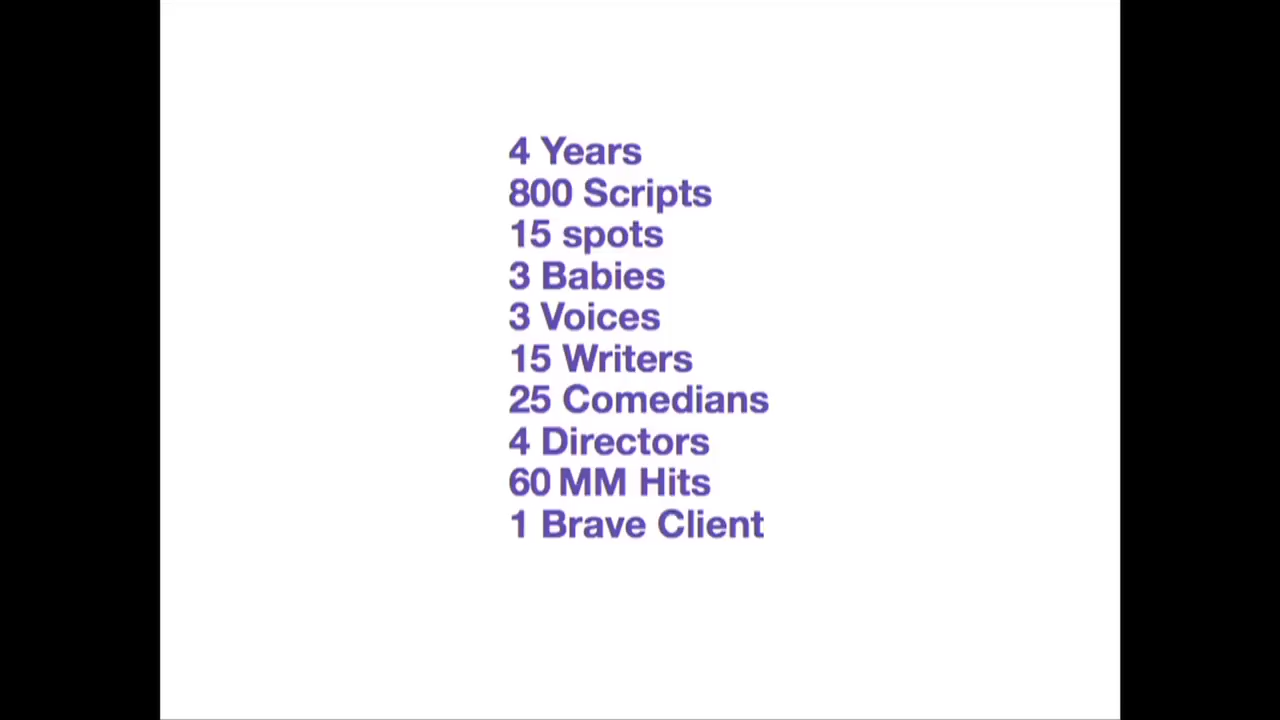 4 Years
800 Scripts
15 spots
3 Babies
3 Voices
15 Writers
25 Comedians
4 Directors
60 MM Hits
1 Brave Client